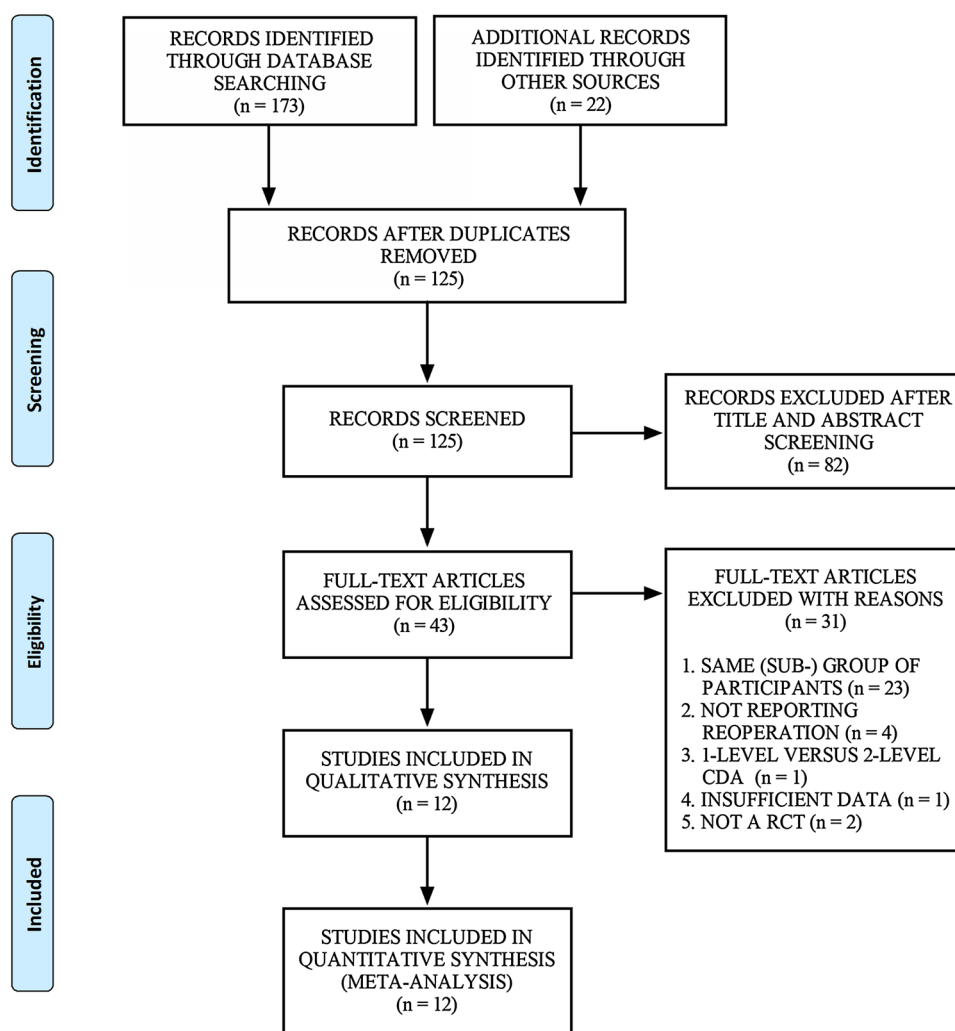 Identification
RECORDS IDENTIFIED
THROUGH DATABASE
SEARCHING
(n = 173)
ADDITIONAL RECORDS
IDENTIFIED THROUGH
OTHER SOURCES
(n = 22)
RECORDS AFTER DUPLICATES
REMOVED
(n = 125)
Screening
RECORDS SCREENED
(n = 125)
RECORDS EXCLUDED AFTER
TITLE AND ABSTRACT
SCREENING
(n = 82)
Eligibility
FULL-TEXT ARTICLES
ASSESSED FOR ELIGIBILITY
(n = 43)
FULL-TEXT ARTICLES
EXCLUDED WITH REASONS
(n = 31)
1. SAME (SUB-) GROUP OF
PARTICIPANTS (n = 23)
2. NOT REPORTING
REOPERATION (n = 4)
3. 1-LEVEL VERSUS 2-LEVEL
CDA (n = 1)
4. INSUFFICIENT DATA (n = 1)
5. NOT A RCT (n = 2)
STUDIES INCLUDED IN
QUALITATIVE SYNTHESIS
(n = 12)
Included
STUDIES INCLUDED IN
QUANTITATIVE SYNTHESIS
(META-ANALYSIS)
(n = 12)